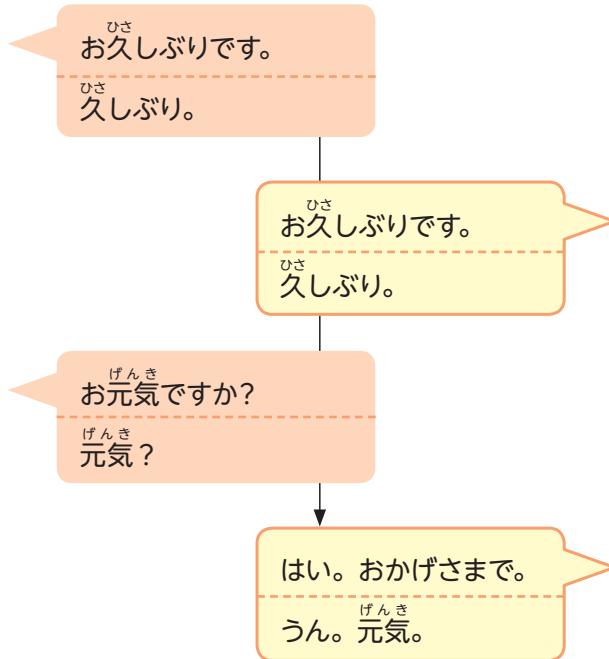 お久しぶりです。
久しぶり。
お久しぶりです。
久しぶり。
お元気ですか？
元気？
はい。おかげさまで。
うん。元気。